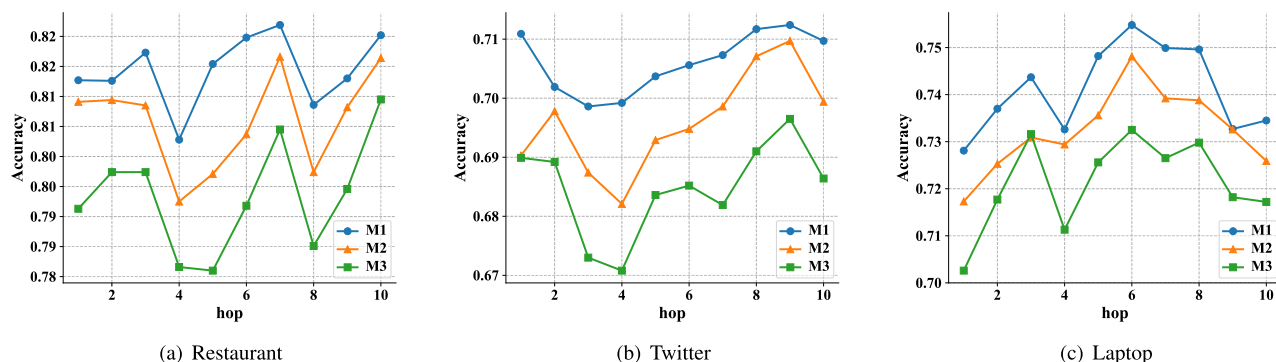 0.82
0.82
0.81
0.81
0.80
0.80
0.79
0.79
0.78
Accuracy
2
4
6
8
10
hop
M1
M2
M3
(a) Restaurant
0.71
0.70
0.69
0.68
0.67
Accuracy
2
4
6
8
10
hop
M1
M2
M3
(b) Twitter
0.75
0.74
0.73
0.72
0.71
0.70
Accuracy
2
4
6
8
10
hop
M1
M2
M3
(c) Laptop